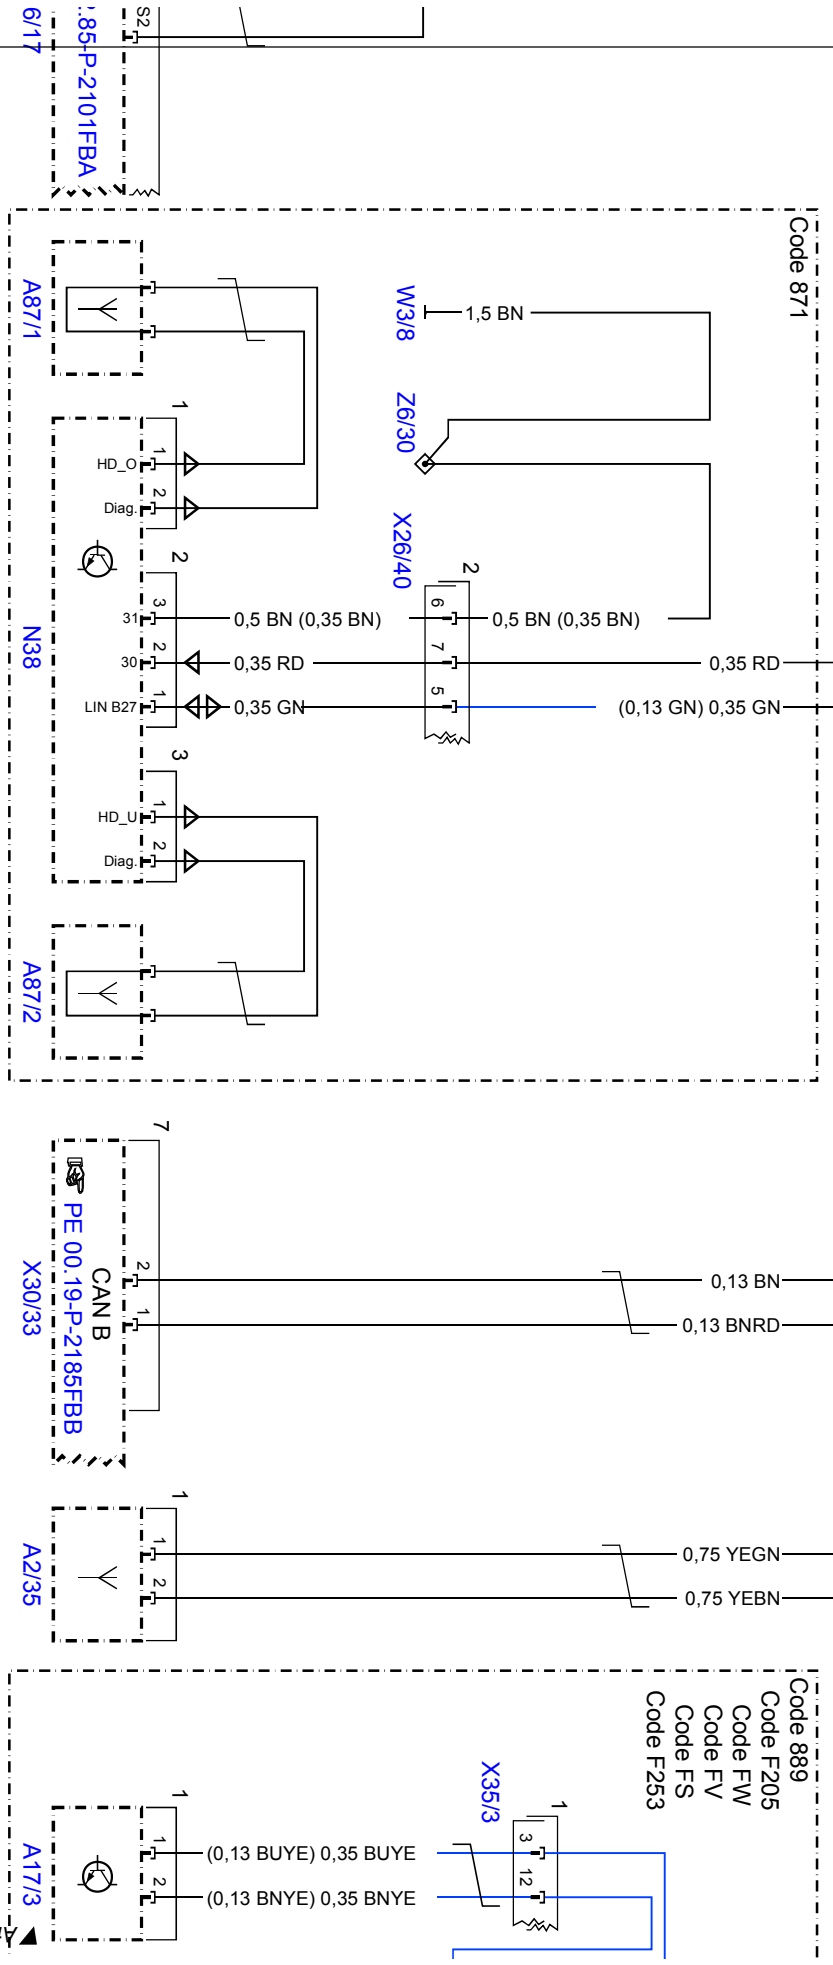 6/17
.85-P-2101FBA
S2
Code 871
A87/1
W3/8
1,5 BN
Z6/30
1
1
HD_O
2
Diag.
N38
2
3
31
0,5 BN (0,35 BN)
2
30
0,35 RD
1
LIN B27
0,35 GN
X26/40
2
6
0,5 BN (0,35 BN)
7
0,35 RD
5
(0,13 GN) 0,35 GN
3
1
HD_U
2
Diag.
A87/2
7
2
0,13 BN
1
0,13 BNRD
CAN B
PE 00.19-P-2185FBB
X30/33
1
1
0,75 YEGN
2
0,75 YEBN
A2/35
Code 889
Code F205
Code FW
Code FV
Code FS
Code F253
X35/3
1
3
12
1
1
(0,13 BUYE) 0,35 BUYE
2
(0,13 BNYE) 0,35 BNYE
A17/3